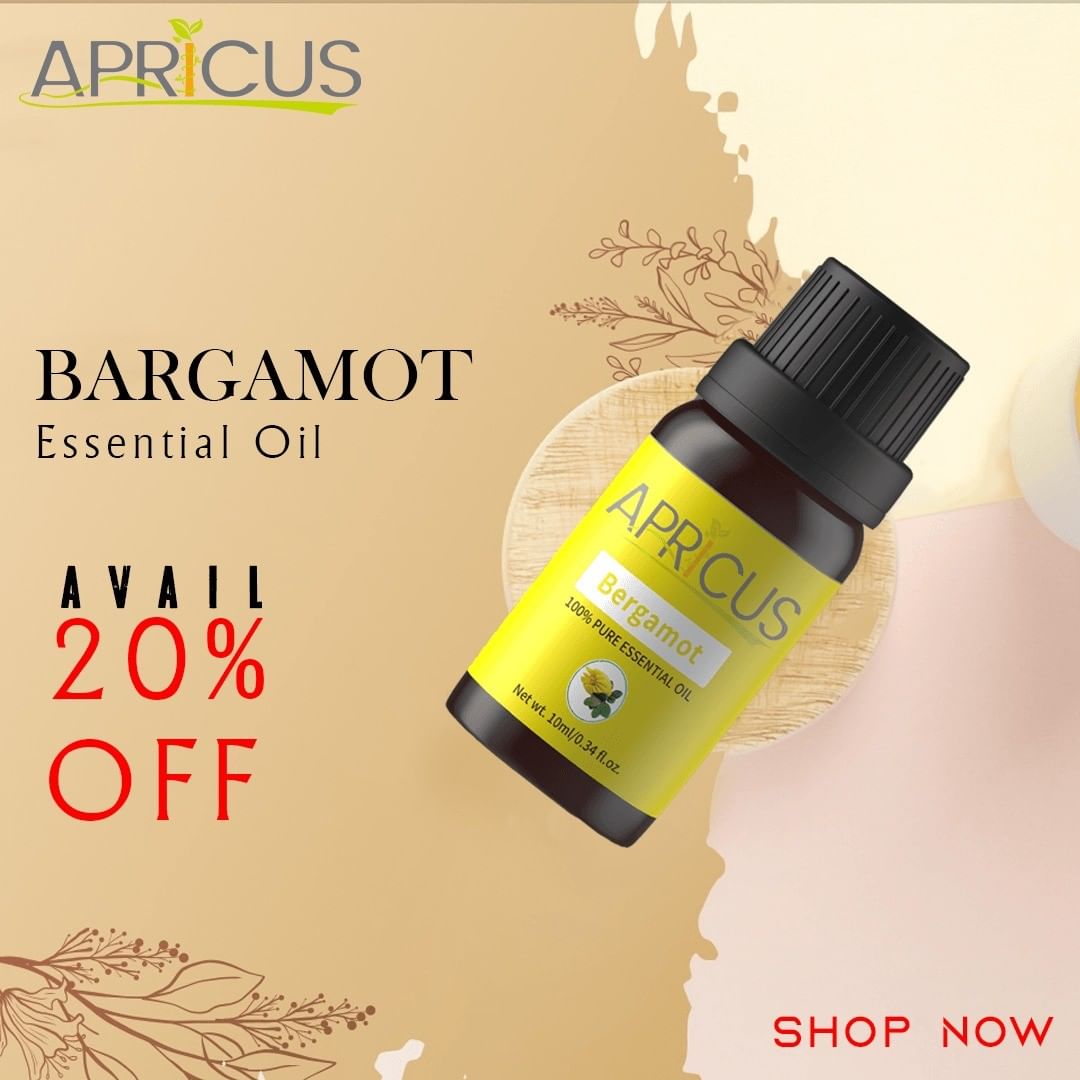 APRICUS
BARGAMOT
Essential Oil
AVAIL
20%
OFF
APRICUS
Bergamot
100% PURE ESSENTIAL OIL
Net wt. 10ml/0.34 fl.oz.
SHOP NOW